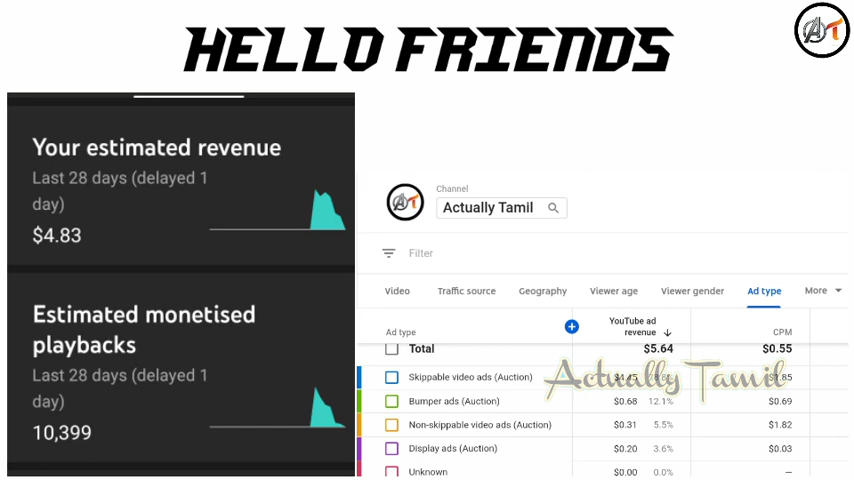 HELLO FRIENDS
AT
Your estimated revenue
Last 28 days (delayed 1
day)
$4.83
Estimated monetised
playbacks
Last 28 days (delayed 1
day)
10,399
AT
Channel
Actually Tamil
Filter
Video Traffic source Geography Viewer age Viewer gender Ad type More
Ad type YouTube ad revenue CPM
Total $5.64 $0.55
Skippable video ads (Auction) $4.45
Actually Tamil
Bumper ads (Auction) $0.68 12.1% $0.69
Non-skippable video ads (Auction) $0.31 5.5% $1.82
Display ads (Auction) $0.20 3.6% $0.03
Unknown $0.00 0.0% —